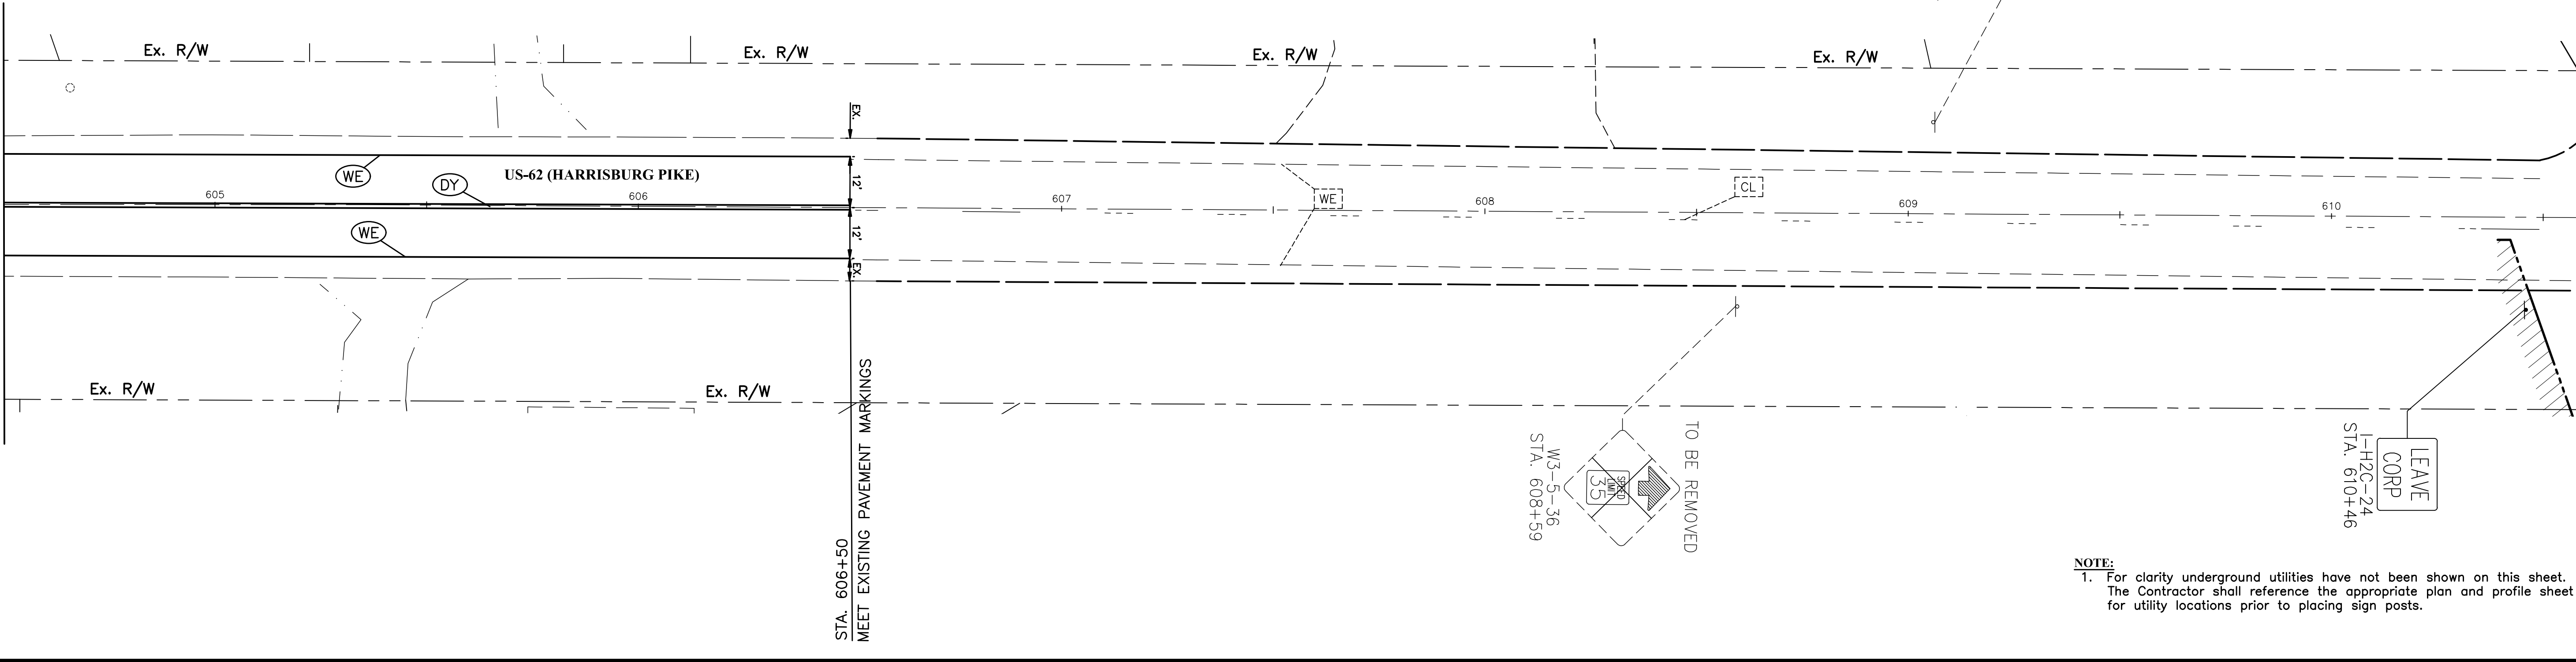 Ex. R/W
Ex. R/W
Ex. R/W
Ex. R/W
EX.
WE
DY
US-62 (HARRISBURG PIKE)
12'
605
606
607
608
609
610
WE
CL
WE
12'
EX.
Ex. R/W
Ex. R/W
STA. 606+50
MEET EXISTING PAVEMENT MARKINGS
TO BE REMOVED
SPEED
LIMIT
35
W3-5-36
STA. 608+59
LEAVE
CORP
I-H2C-24
STA. 610+46
NOTE:
1. For clarity underground utilities have not been shown on this sheet.
The Contractor shall reference the appropriate plan and profile sheet
for utility locations prior to placing sign posts.